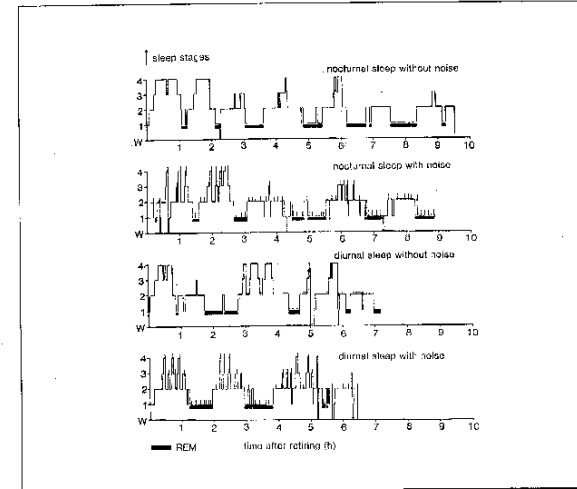 sleep stages
nocturnal sleep without noise
4
3
2
1
W
1 2 3 4 5 6 7 8 9 10
nocturnal sleep with noise
4
3
2
1
W
1 2 3 4 5 6 7 8 9 10
diurnal sleep without noise
4
3
2
1
W
1 2 3 4 5 6 7 8 9 10
diurnal sleep with noise
4
3
2
1
W
1 2 3 4 5 6 7 8 9 10
REM
time after retiring (h)